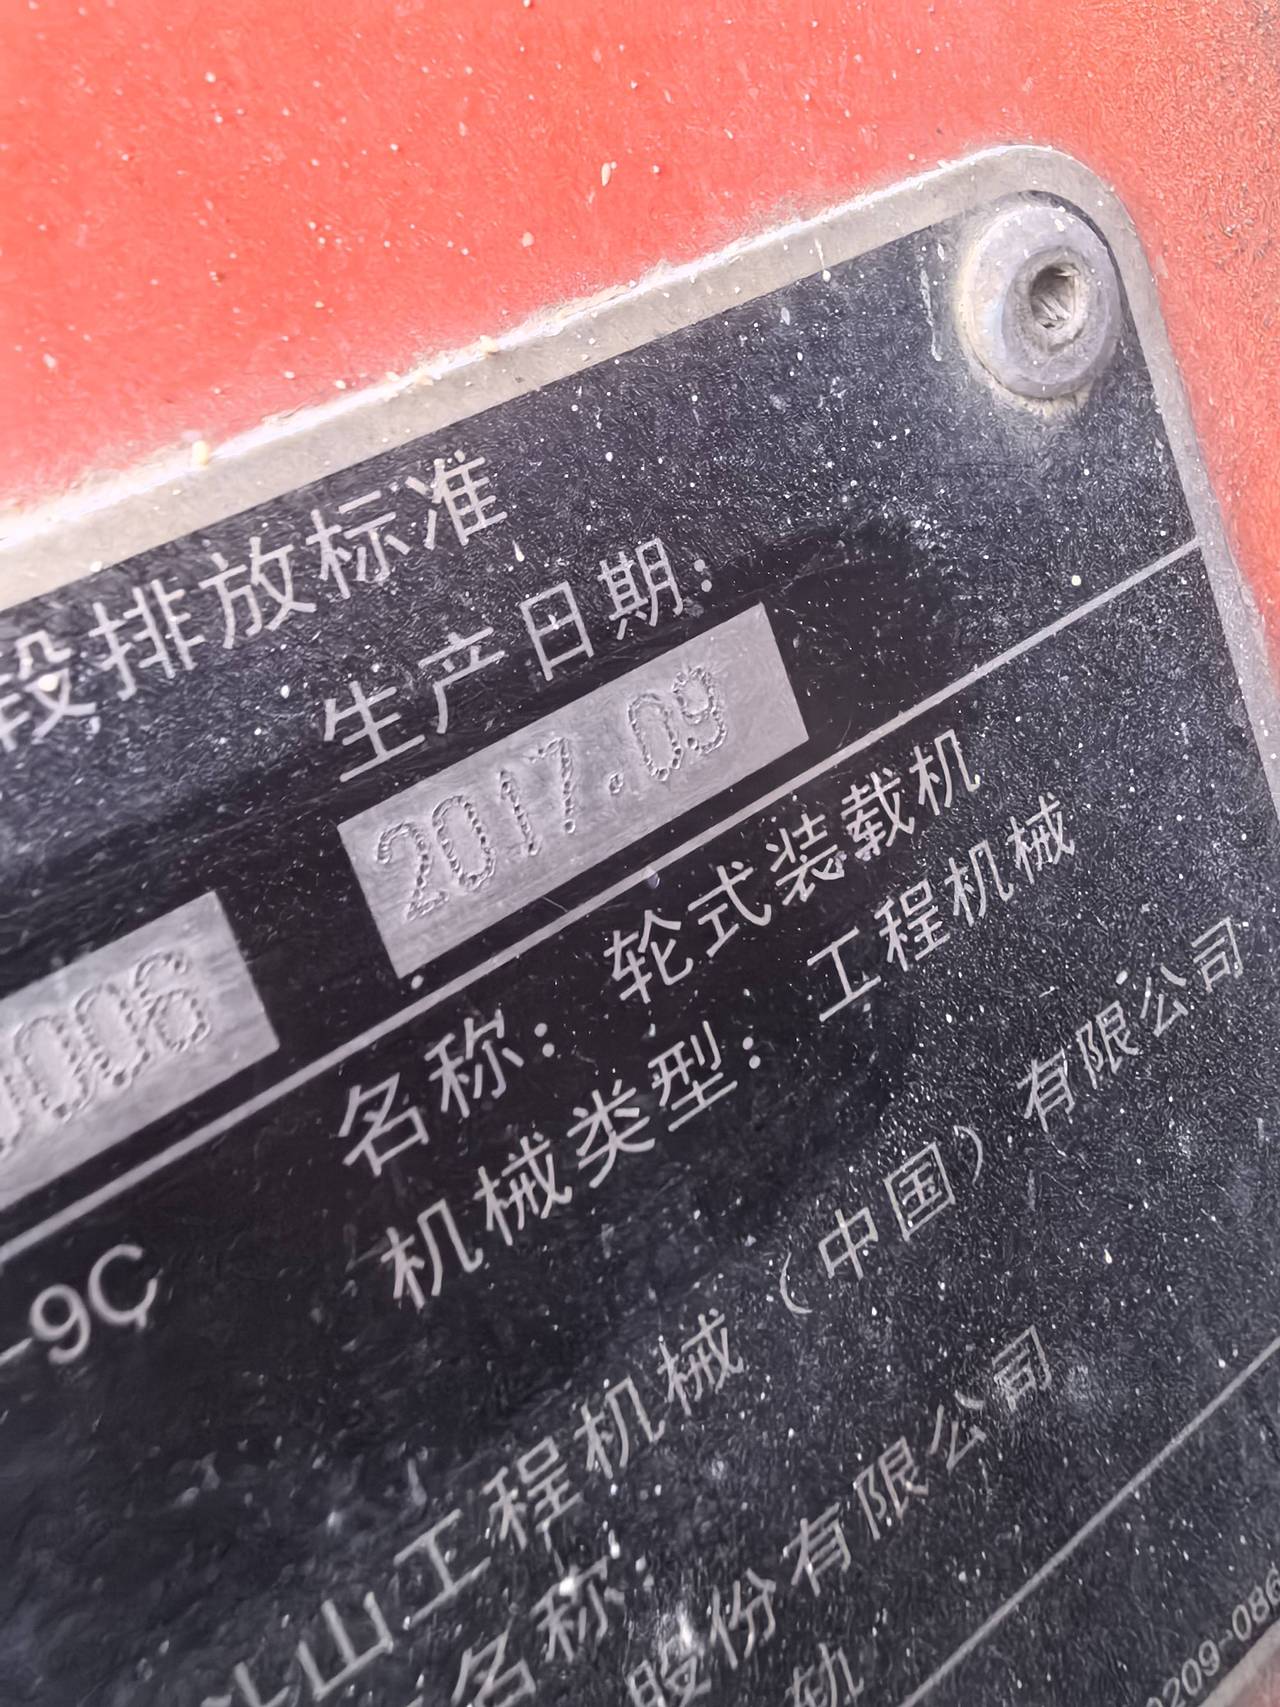 段排放标准
生产日期:
2017.09
0006
名称: 轮式装载机
-9C
机械类型: 工程机械
山工程机械（中国）有限公司
名称:
股份有限公司
轨
209-086